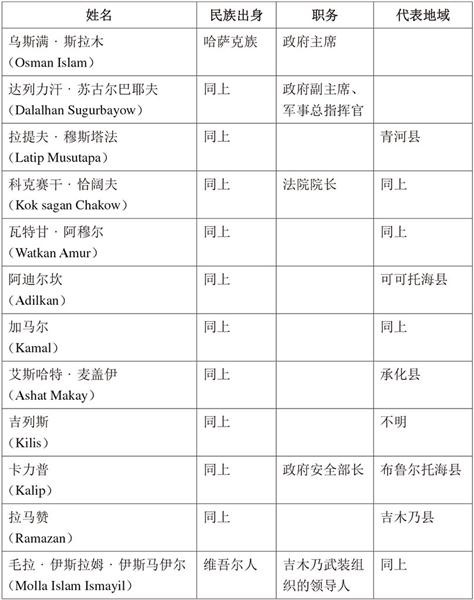 姓名 民族出身 职务 代表地域
乌斯满·斯拉木 哈萨克族 政府主席
（Osman Islam）
达列力汗·苏古尔巴耶夫 同上 政府副主席、
（Dalalhan Sugurbayow） 军事总指挥官
拉提夫·穆斯塔法 同上 青河县
（Latip Musutapa）
科克赛干·恰阔夫 同上 法院院长 同上
（Kok sagan Chakow）
瓦特甘·阿穆尔 同上 同上
（Watkan Amur）
阿迪尔坎 同上 可可托海县
（Adilkan）
加马尔 同上 同上
（Kamal）
艾斯哈特·麦盖伊 同上 承化县
（Ashat Makay）
吉列斯 同上 不明
（Kilis）
卡力普 同上 政府安全部长 布鲁尔托海县
（Kalip）
拉马赞 同上 吉木乃县
（Ramazan）
毛拉·伊斯拉姆·伊斯马伊尔 维吾尔人 吉木乃武装组 同上
（Molla Islam Ismayil） 织的领导人